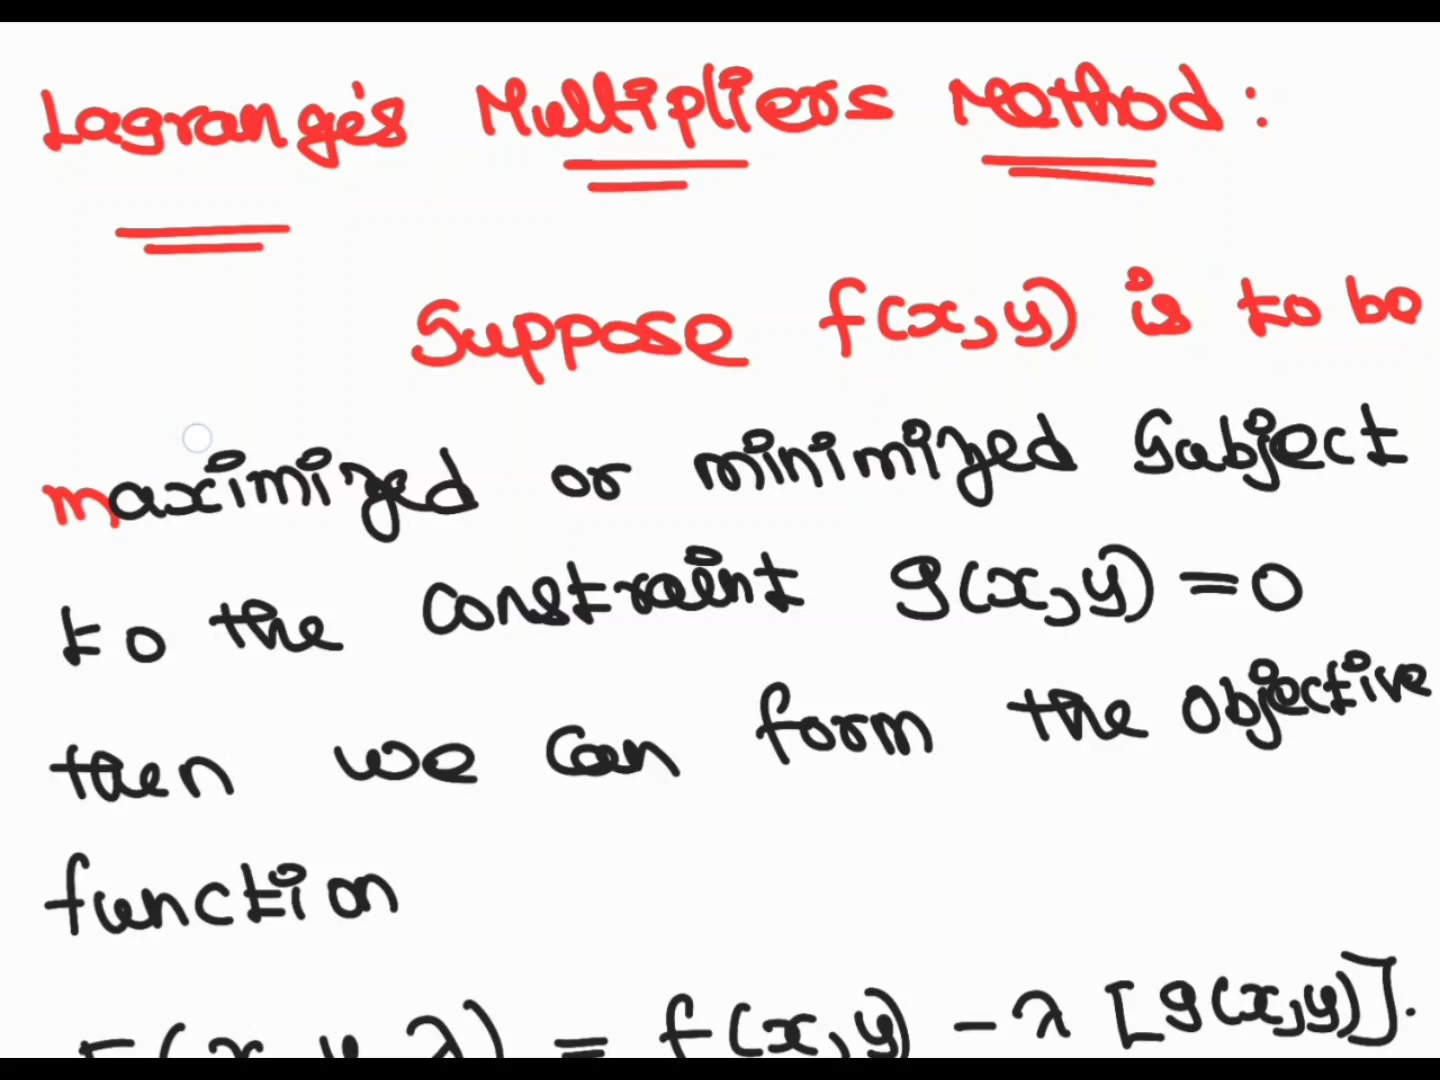 Lagrange's Multipliers Method:
Suppose f(x,y) is to be
maximized or minimized Subject
to the constraint g(x,y) = 0
then we can form the objective
function
F(x, y, λ) = f(x,y) - λ [g(x,y)].